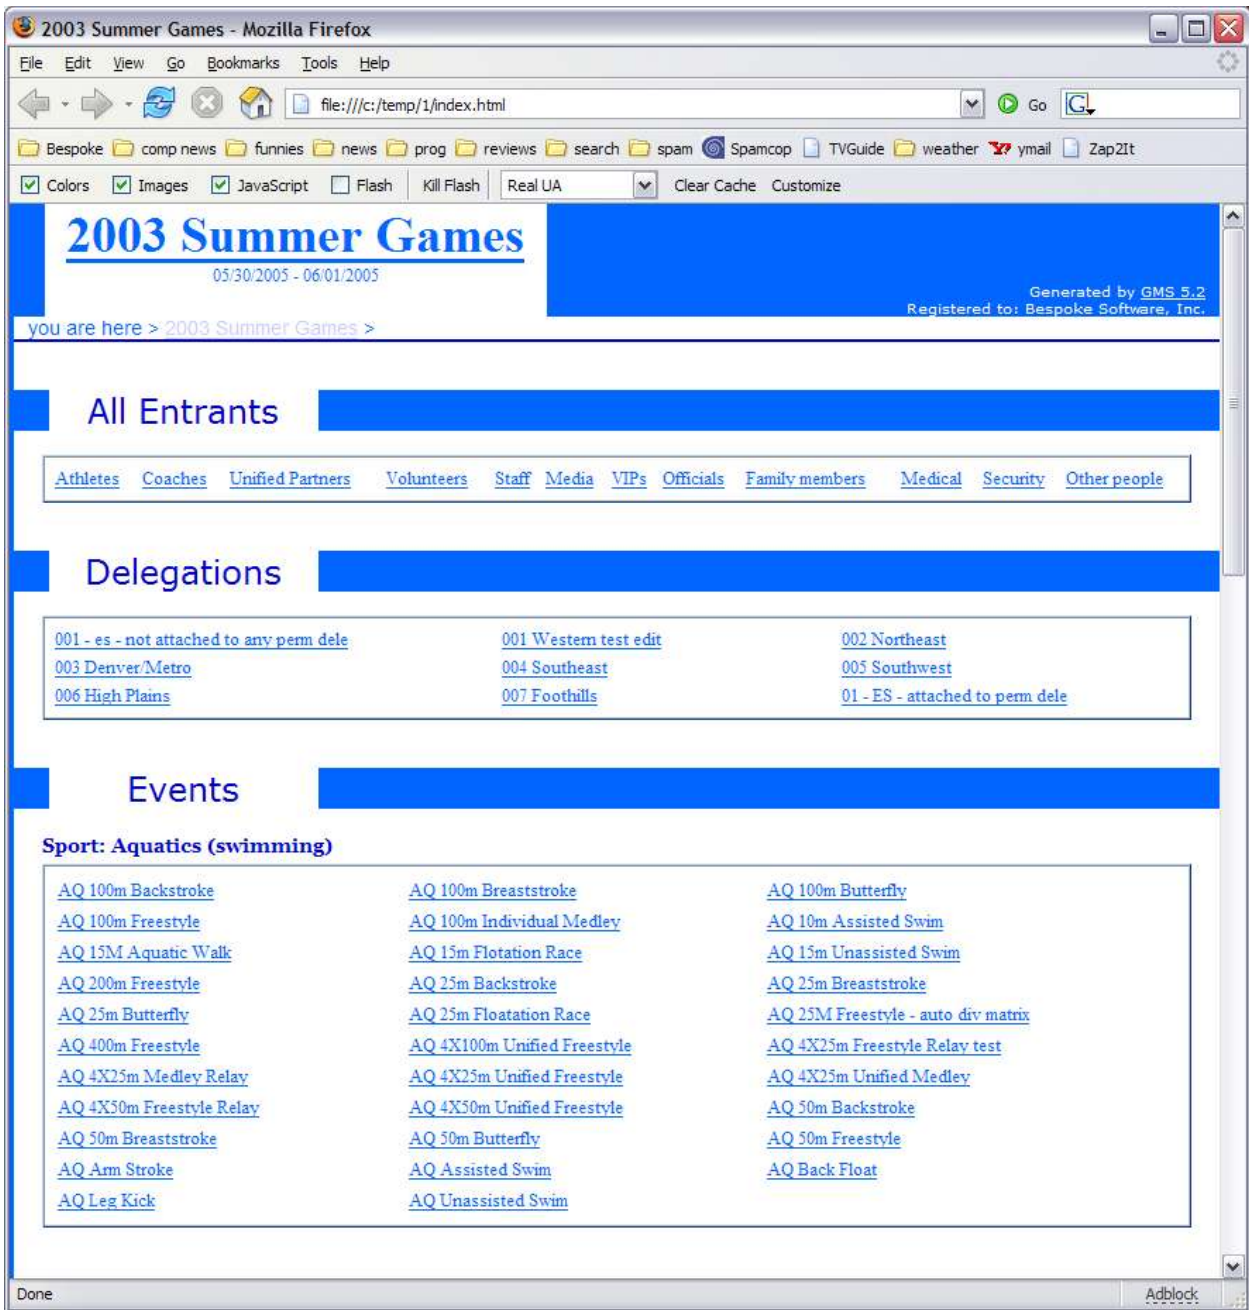 2003 Summer Games - Mozilla Firefox
File Edit View Go Bookmarks Tools Help
file:///c:/temp/1/index.html Go G
Bespoke comp news funnies news prog reviews search spam Spamcop TVGuide weather ymail Zap2It
Colors Images JavaScript Flash Kill Flash Real UA Clear Cache Customize
2003 Summer Games
05/30/2005 - 06/01/2005
Generated by GMS 5.2
Registered to: Bespoke Software, Inc.
you are here > 2003 Summer Games >
All Entrants
Athletes Coaches Unified Partners Volunteers Staff Media VIPs Officials Family members Medical Security Other people
Delegations
001 - es - not attached to any perm dele 001 Western test edit 002 Northeast
003 Denver/Metro 004 Southeast 005 Southwest
006 High Plains 007 Foothills 01 - ES - attached to perm dele
Events
Sport: Aquatics (swimming)
AQ 100m Backstroke AQ 100m Breaststroke AQ 100m Butterfly
AQ 100m Freestyle AQ 100m Individual Medley AQ 10m Assisted Swim
AQ 15M Aquatic Walk AQ 15m Flotation Race AQ 15m Unassisted Swim
AQ 200m Freestyle AQ 25m Backstroke AQ 25m Breaststroke
AQ 25m Butterfly AQ 25m Floatation Race AQ 25M Freestyle - auto div matrix
AQ 400m Freestyle AQ 4X100m Unified Freestyle AQ 4X25m Freestyle Relay test
AQ 4X25m Medley Relay AQ 4X25m Unified Freestyle AQ 4X25m Unified Medley
AQ 4X50m Freestyle Relay AQ 4X50m Unified Freestyle AQ 50m Backstroke
AQ 50m Breaststroke AQ 50m Butterfly AQ 50m Freestyle
AQ Arm Stroke AQ Assisted Swim AQ Back Float
AQ Leg Kick AQ Unassisted Swim
Done Adblock